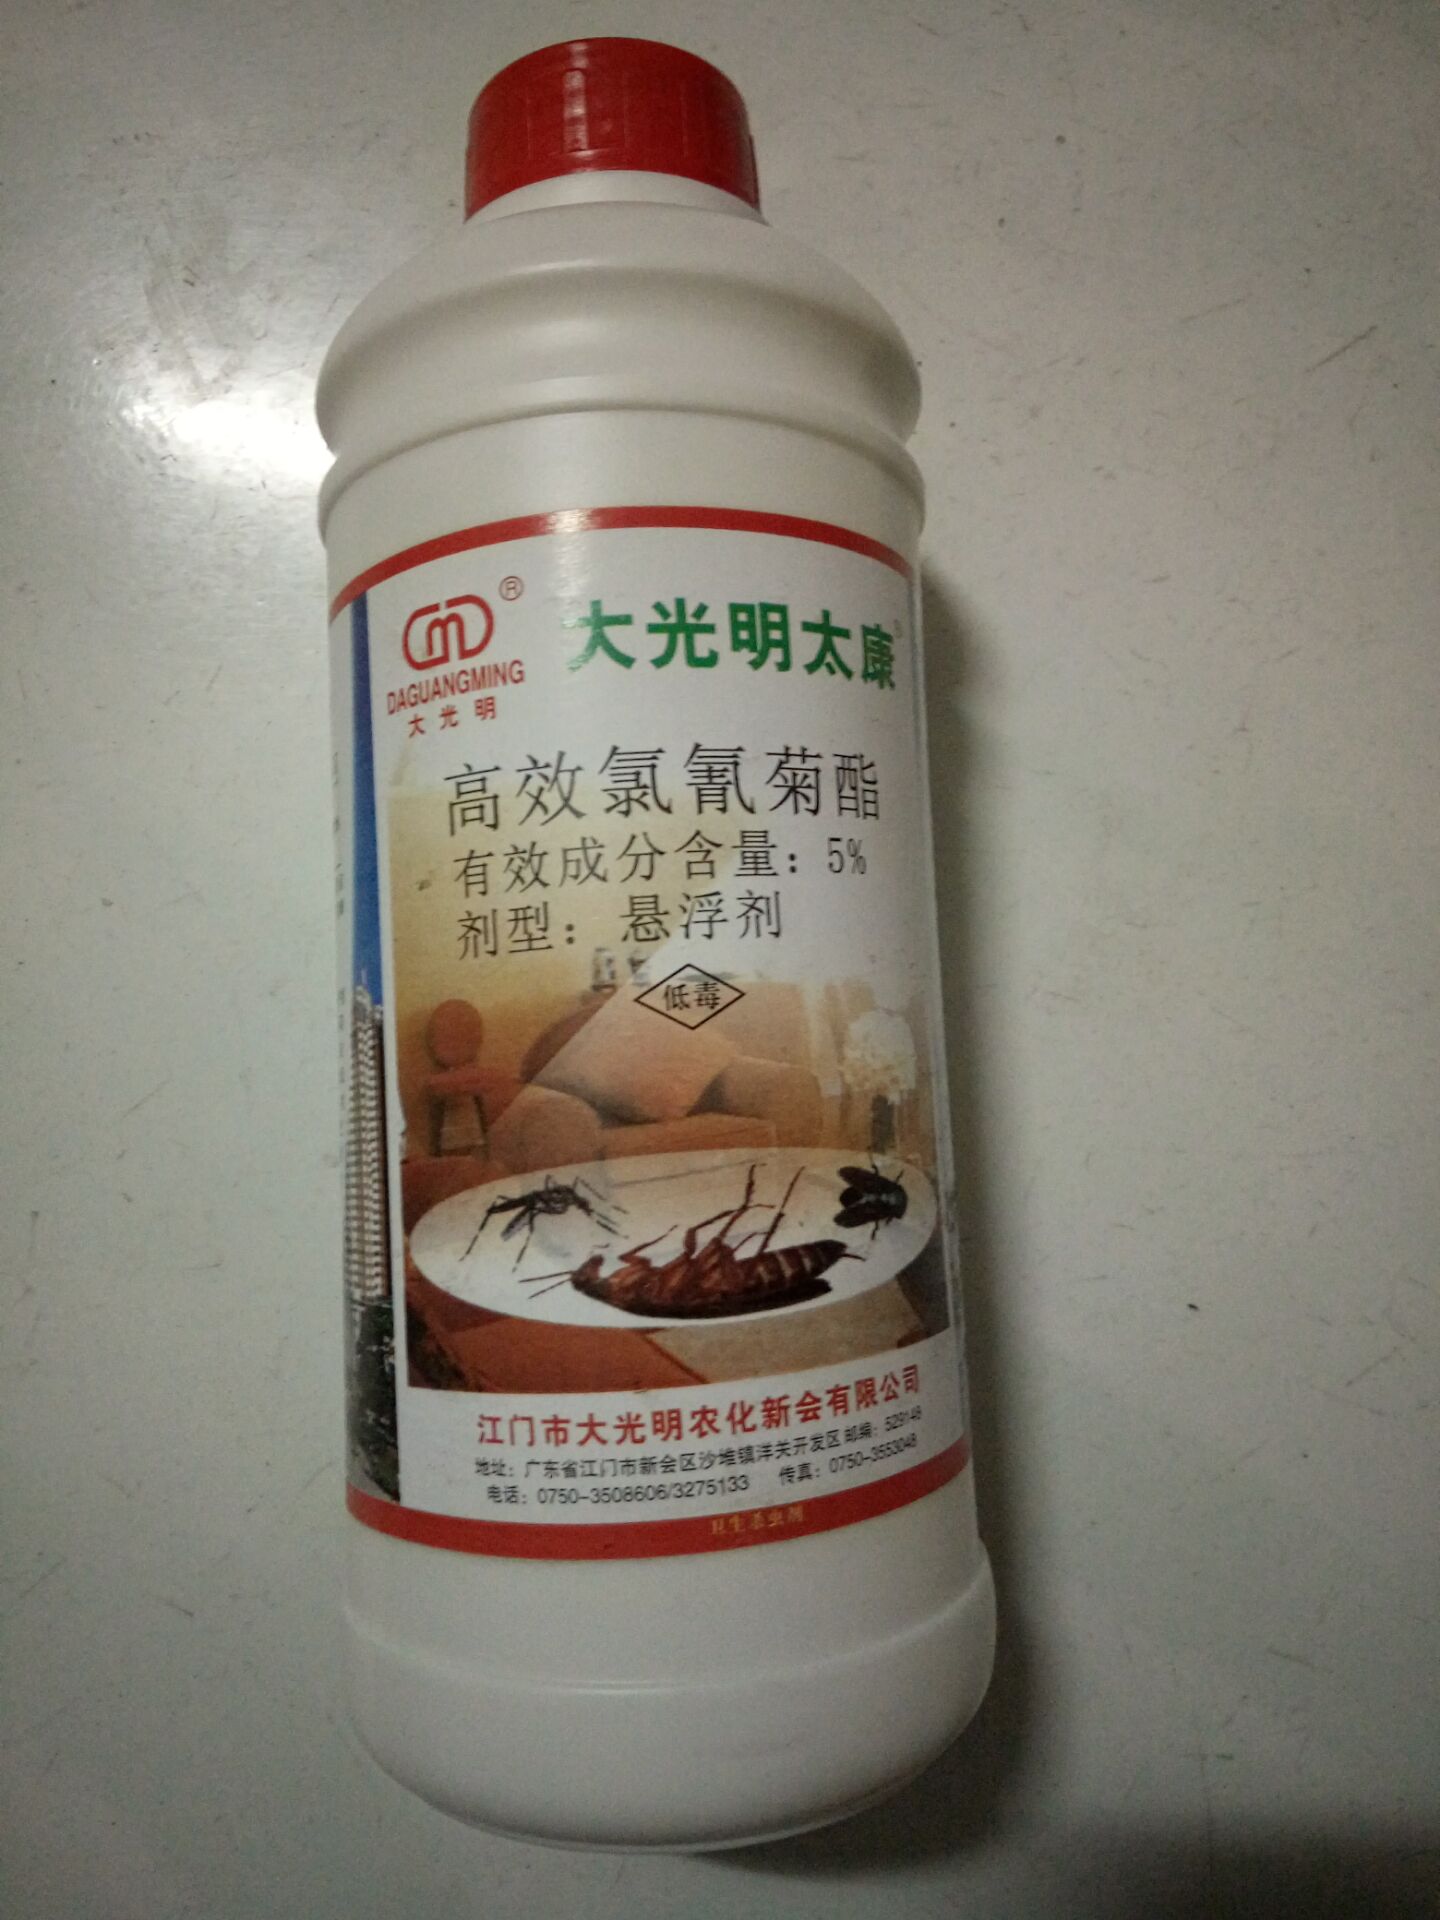 ®
DAGUANGMING
大光明
大光明太康
高效氯氰菊酯
有效成分含量：5%
剂型：悬浮剂
低毒
江门市大光明农化新会有限公司
地址：广东省江门市新会区沙堆镇洋关开发区 邮编：529148
电话：0750-3508606/3275133 传真：0750-3553048
卫生杀虫剂